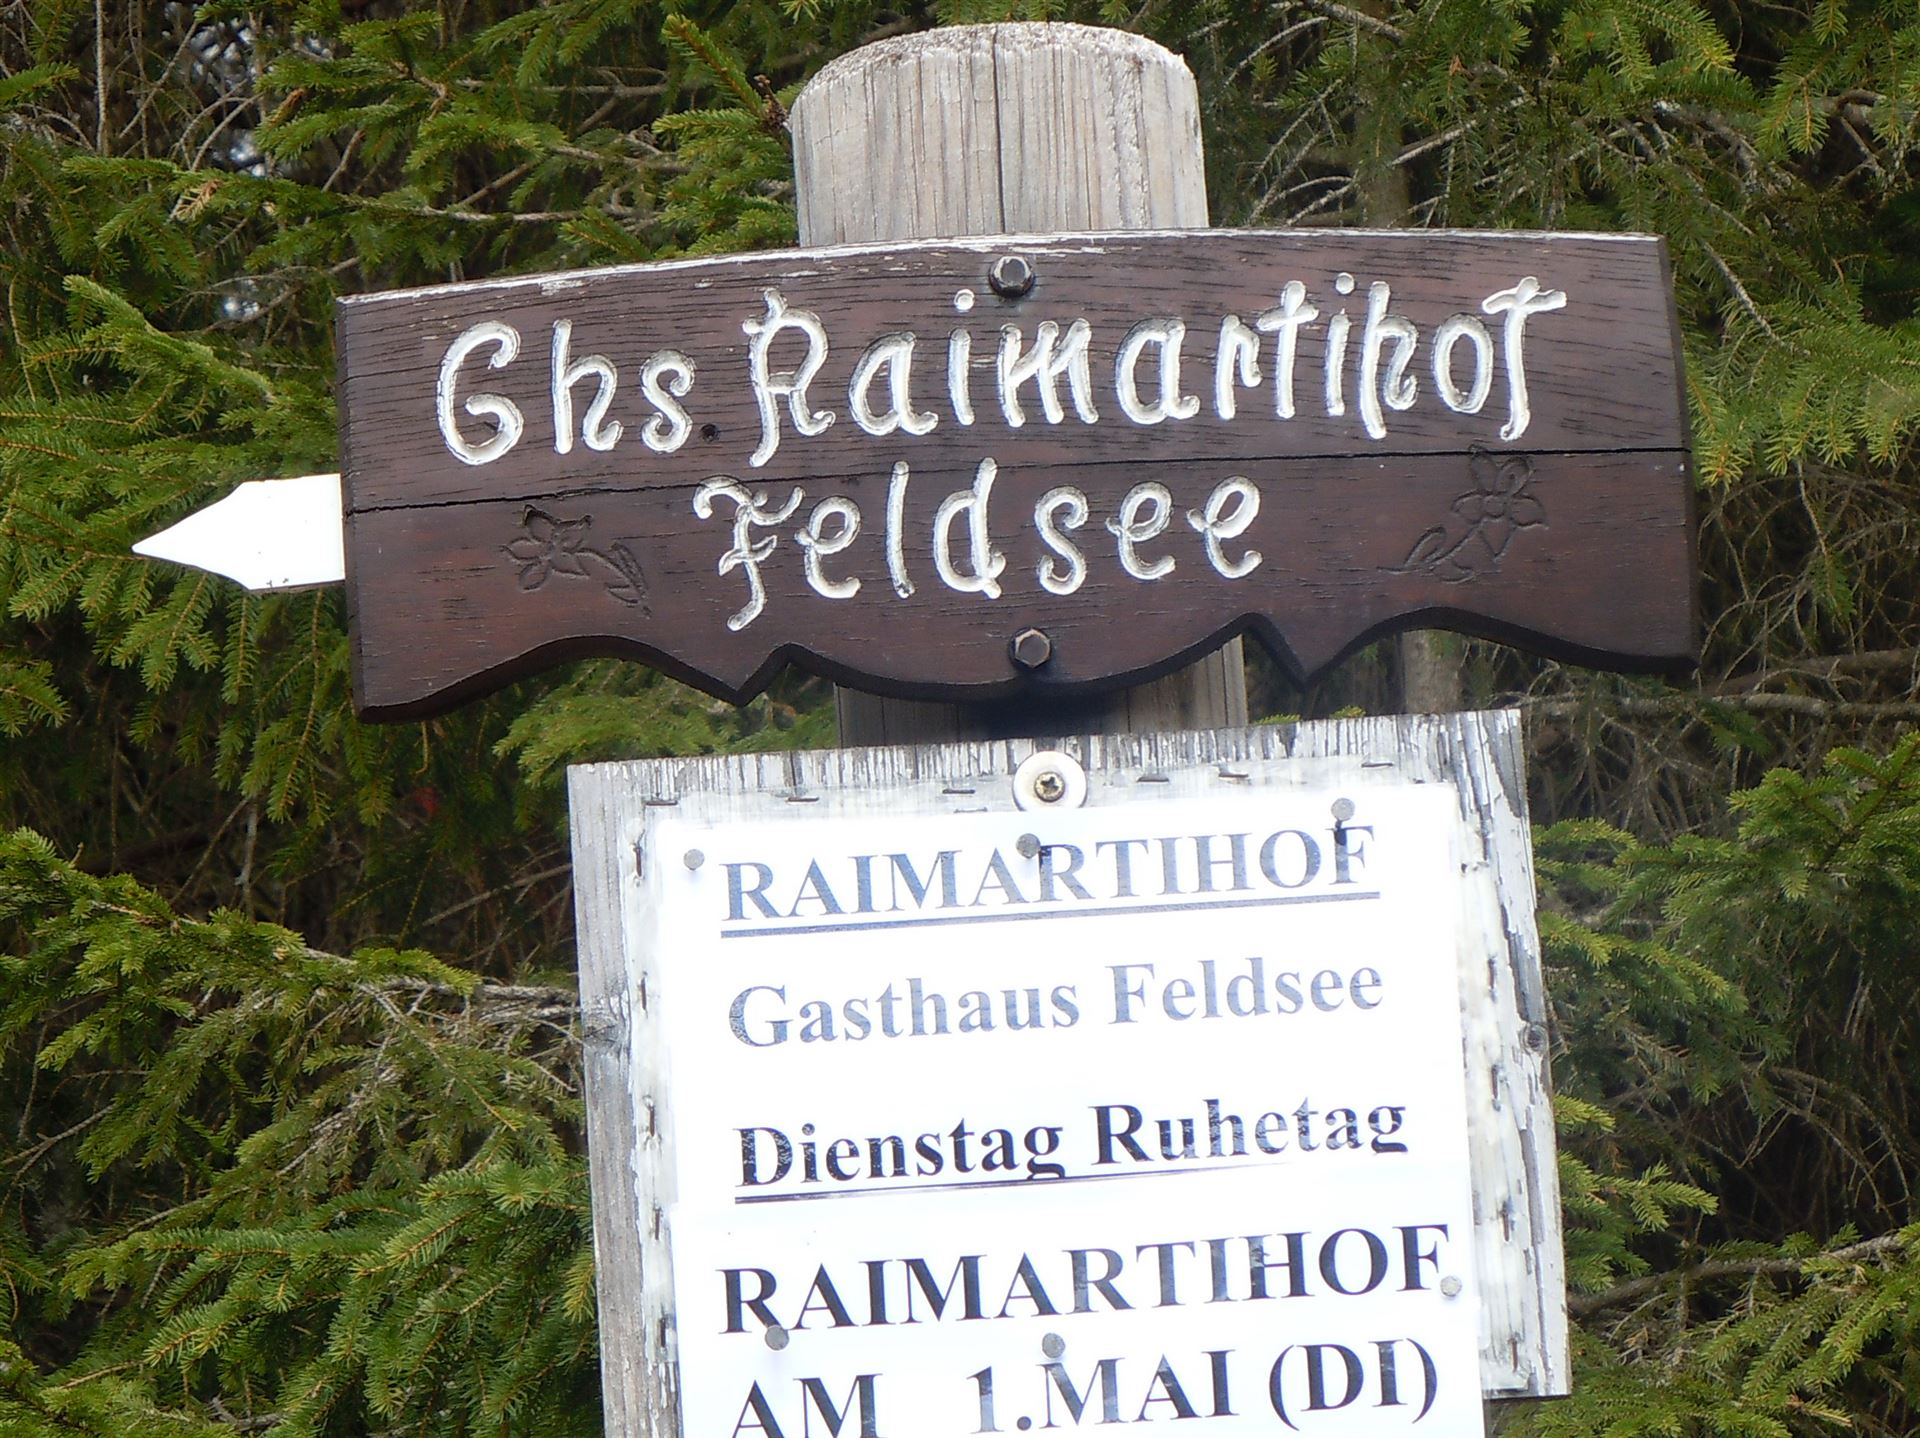 Ghs. Raimartihof
Feldsee
RAIMARTIHOF
Gasthaus Feldsee
Dienstag Ruhetag
RAIMARTIHOF
AM 1.MAI (DI)